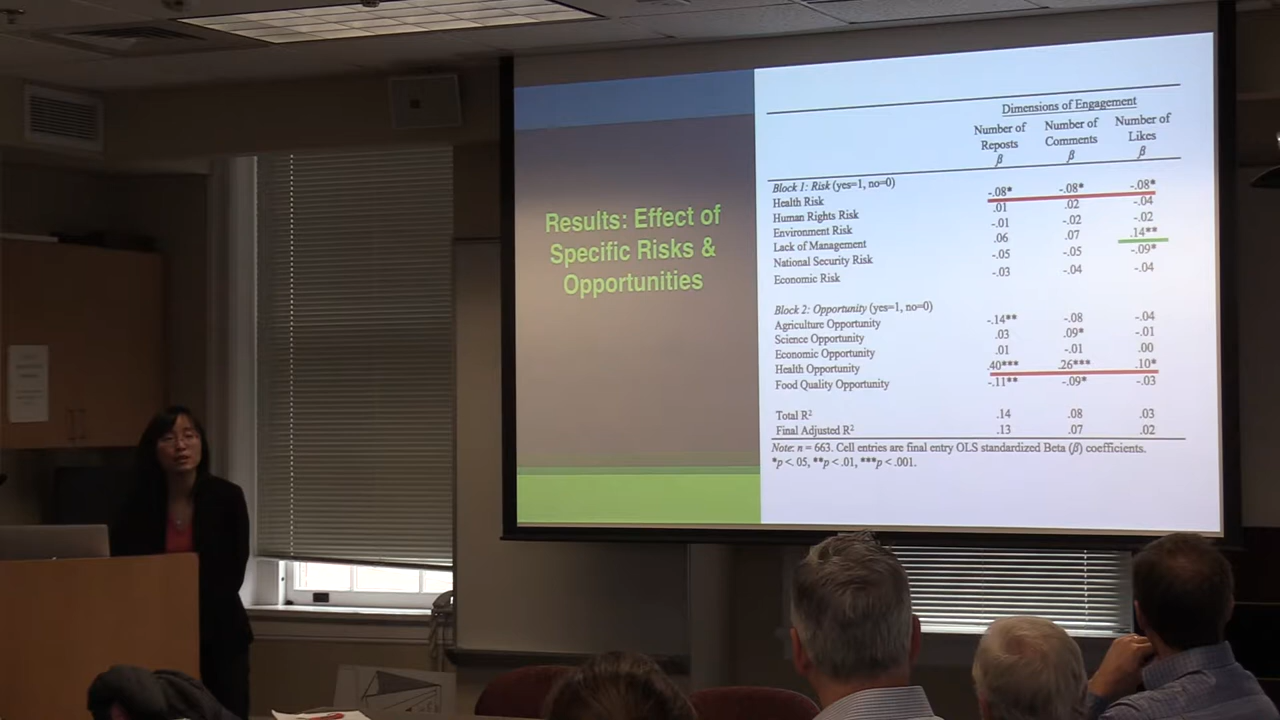 Results: Effect of
Specific Risks &
Opportunities
Dimensions of Engagement
Number of Reposts β Number of Comments β Number of Likes β
Block 1: Risk (yes=1, no=0)
Health Risk -.08* -.08* -.08*
Human Rights Risk .01 .02 -.04
Environment Risk -.01 -.02 -.02
Lack of Management .06 .07 .14**
National Security Risk -.05 -.05 -.09*
Economic Risk -.03 -.04 -.04
Block 2: Opportunity (yes=1, no=0)
Agriculture Opportunity -.14** -.08 -.04
Science Opportunity .03 .09* -.01
Economic Opportunity .01 -.01 .00
Health Opportunity .40*** .26*** .10*
Food Quality Opportunity -.11** -.09* -.03
Total R² .14 .08 .03
Final Adjusted R² .13 .07 .02
Note: n = 663. Cell entries are final entry OLS standardized Beta (β) coefficients.
*p < .05, **p < .01, ***p < .001.